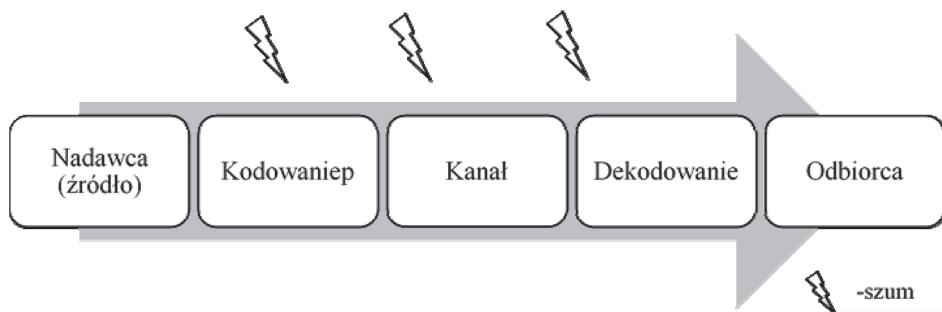 Nadawca
(źródło)
Kodowaniep
Kanał
Dekodowanie
Odbiorca
-szum